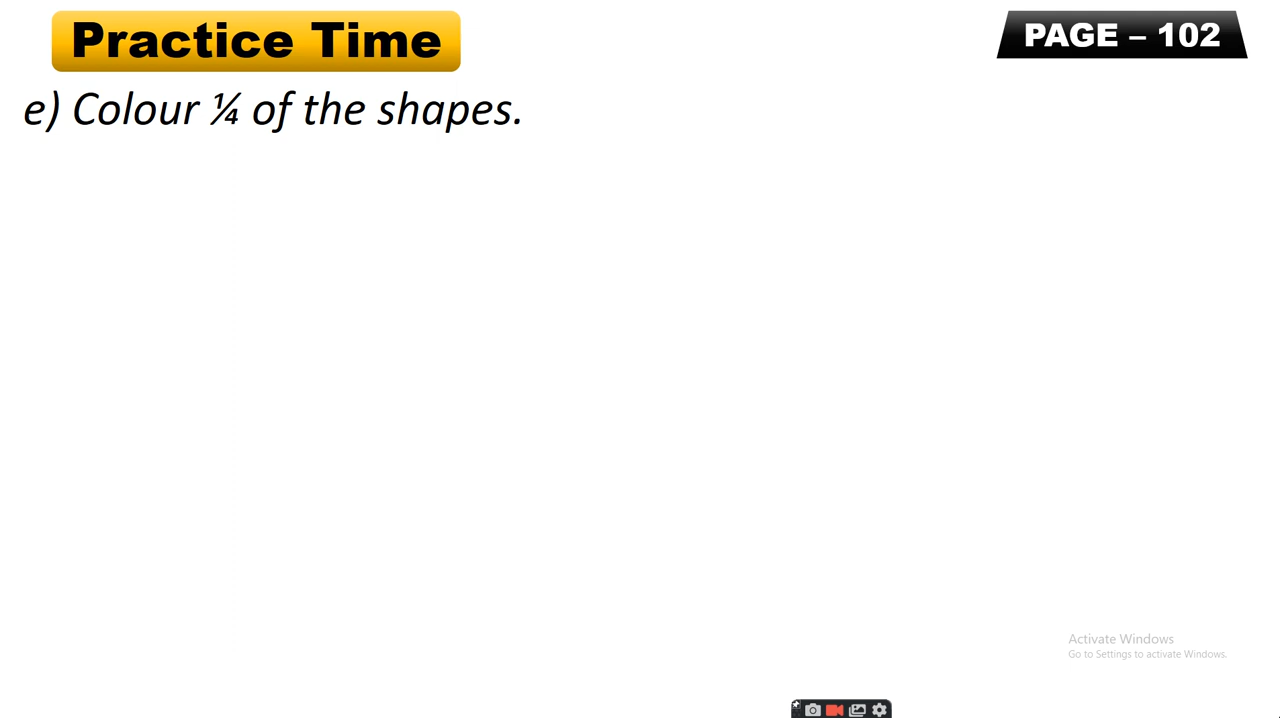 Practice Time
PAGE – 102
e) Colour ¼ of the shapes.
Activate Windows
Go to Settings to activate Windows.